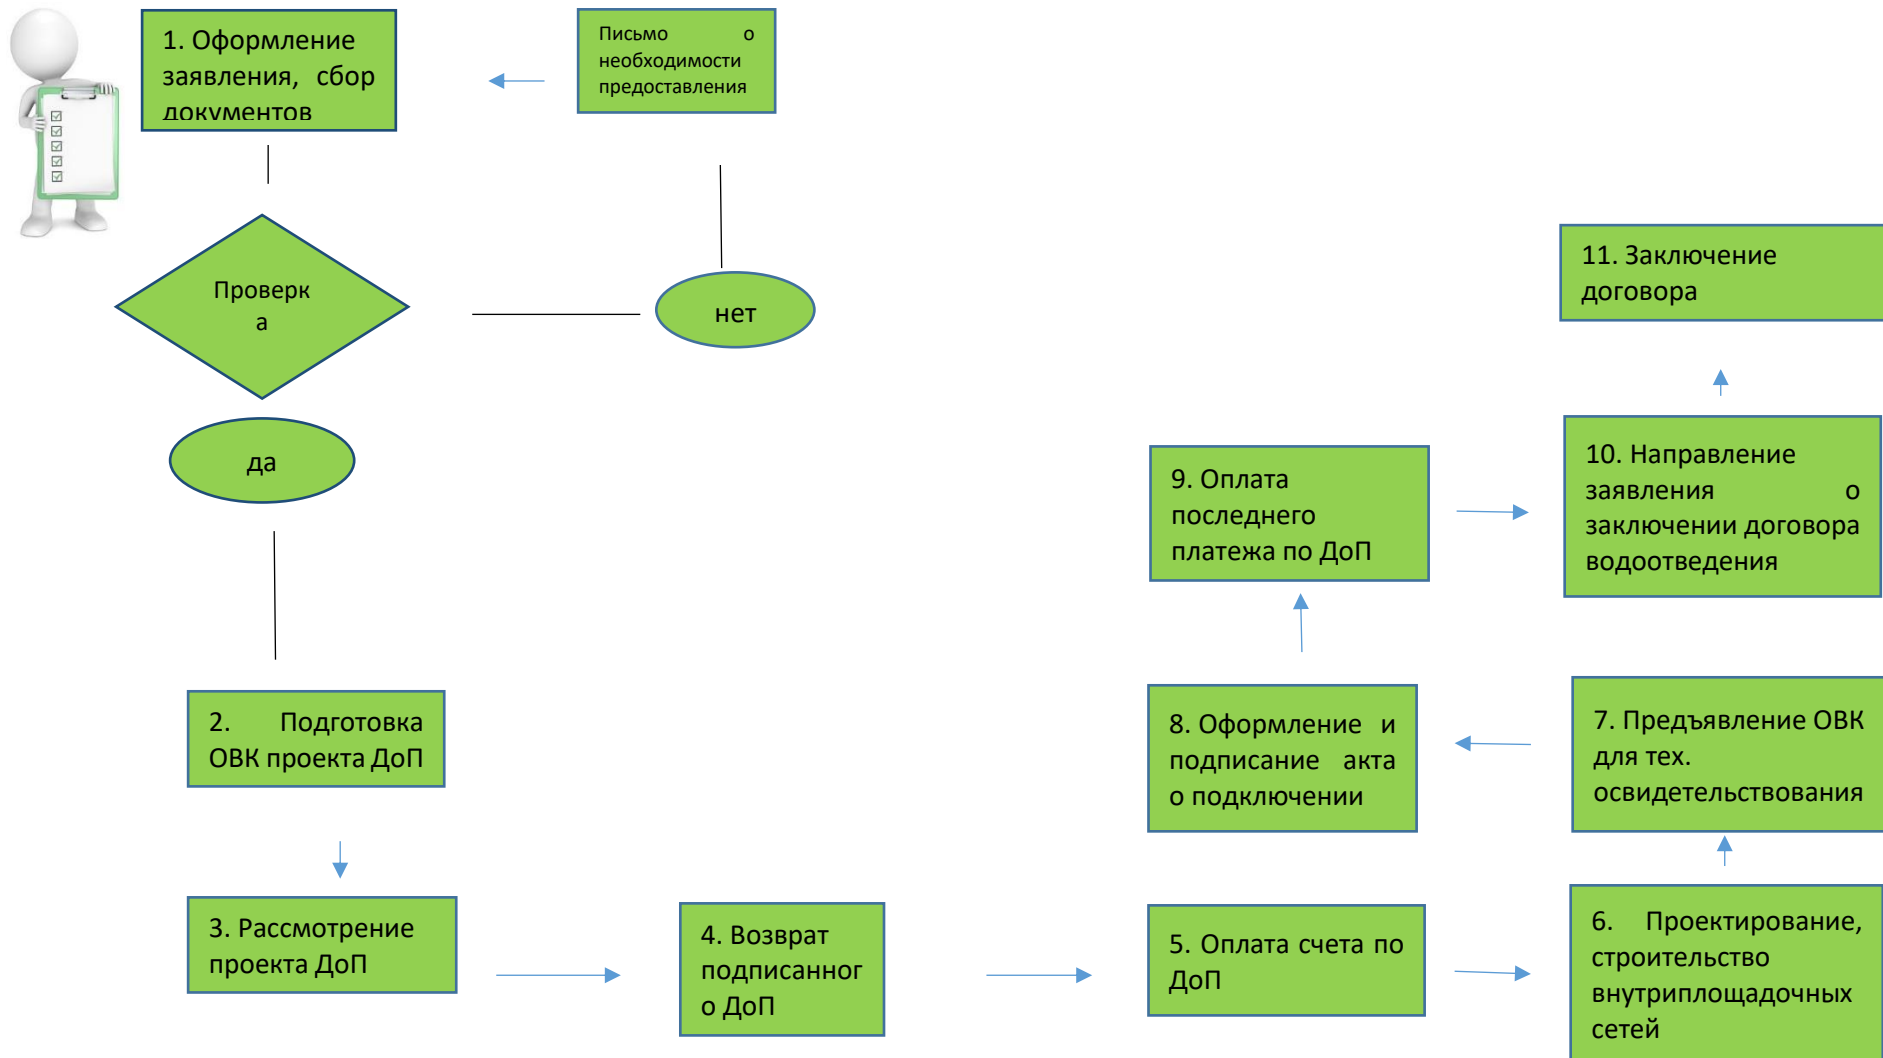 1. Оформление
заявления, сбор
документов
Письмо о
необходимости
предоставления
Проверк
а
нет
да
2. Подготовка
ОВК проекта ДоП
3. Рассмотрение
проекта ДоП
4. Возврат
подписанног
о ДоП
5. Оплата счета по
ДоП
6. Проектирование,
строительство
внутриплощадочных
сетей
7. Предъявление ОВК
для тех.
освидетельствования
8. Оформление и
подписание акта
о подключении
9. Оплата
последнего
платежа по ДоП
10. Направление
заявления о
заключении договора
водоотведения
11. Заключение
договора